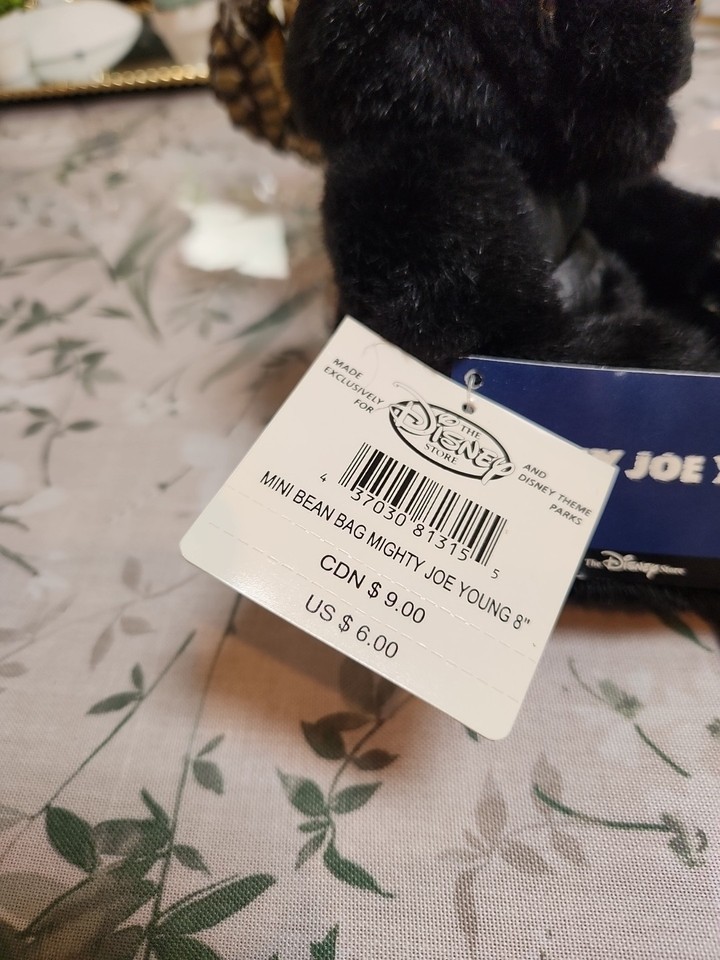 MADE
EXCLUSIVELY
FOR
THE
DISNEY
STORE
AND
DISNEY THEME
PARKS
4 37030 81315 5
MINI BEAN BAG MIGHTY JOE YOUNG 8"
CDN $ 9.00
US $ 6.00
JOE
The Disney Store